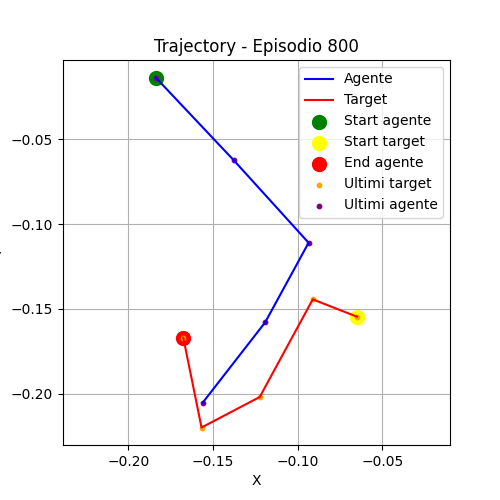 Trajectory - Episodio 800
Agente
Target
Start agente
Start target
End agente
Ultimi target
Ultimi agente
−0.05
−0.10
−0.15
−0.20
−0.20
−0.15
−0.10
−0.05
X